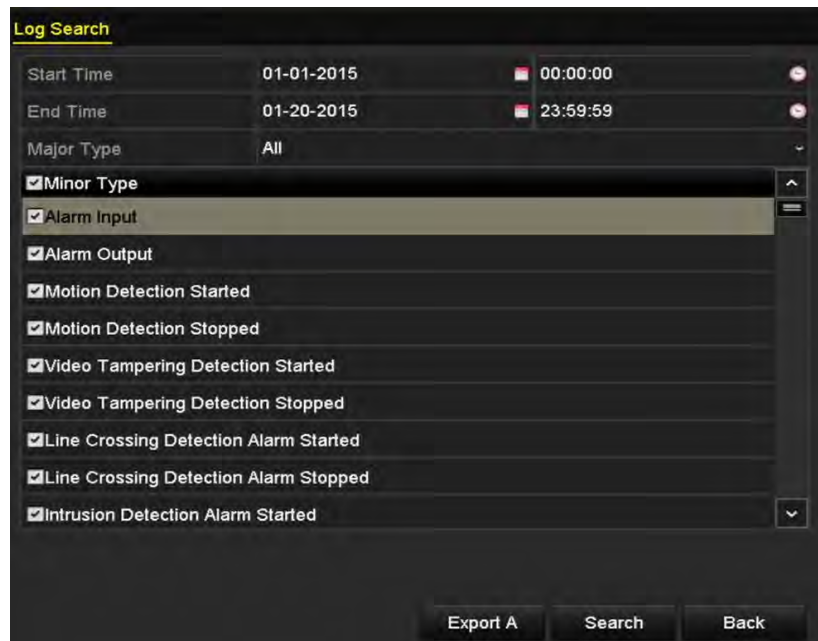 Log Search
Start Time 01-01-2015 00:00:00
End Time 01-20-2015 23:59:59
Major Type All
Minor Type
Alarm Input
Alarm Output
Motion Detection Started
Motion Detection Stopped
Video Tampering Detection Started
Video Tampering Detection Stopped
Line Crossing Detection Alarm Started
Line Crossing Detection Alarm Stopped
Intrusion Detection Alarm Started
Export A Search Back